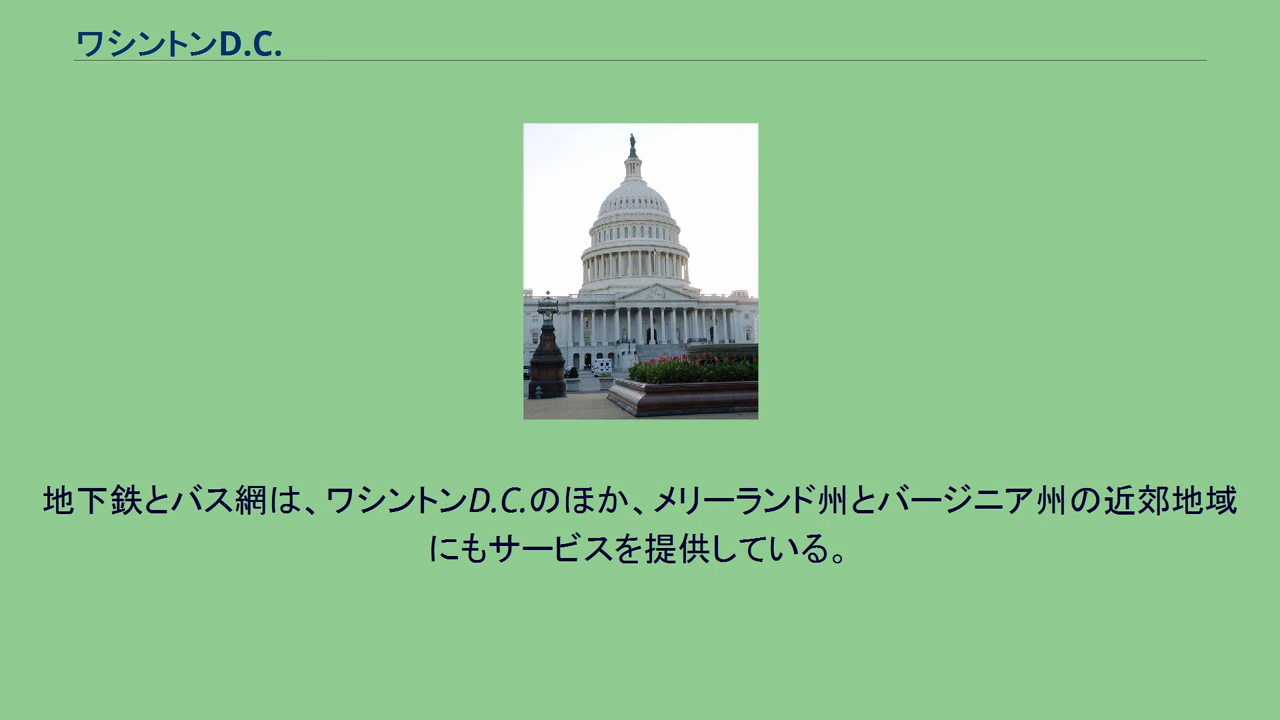 ワシントンD.C.
地下鉄とバス網は、ワシントンD.C.のほか、メリーランド州とバージニア州の近郊地域
にもサービスを提供している。